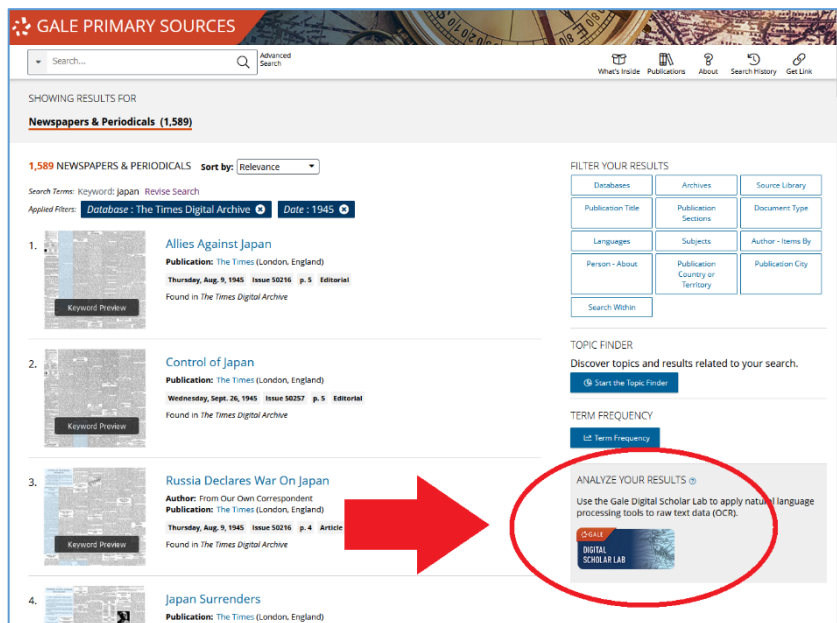 GALE PRIMARY SOURCES
Search...
Advanced
Search
What's Inside
Publications
About
Search History
Get Link
SHOWING RESULTS FOR
Newspapers & Periodicals (1,589)
1,589 NEWSPAPERS & PERIODICALS Sort by: Relevance
Search Terms: Keyword: Japan Revise Search
Applied Filters: Database : The Times Digital Archive Date : 1945
1.
Keyword Preview
Allies Against Japan
Publication: The Times (London, England)
Thursday, Aug. 9, 1945 Issue 50216 p. 5 Editorial
Found in The Times Digital Archive
2.
Keyword Preview
Control of Japan
Publication: The Times (London, England)
Wednesday, Sept. 26, 1945 Issue 50257 p. 5 Editorial
Found in The Times Digital Archive
3.
Keyword Preview
Russia Declares War On Japan
Author: From Our Own Correspondent
Publication: The Times (London, England)
Thursday, Aug. 9, 1945 Issue 50216 p. 4 Article
Found in The Times Digital Archive
4.
Japan Surrenders
Publication: The Times (London, England)
FILTER YOUR RESULTS
Databases
Archives
Source Library
Publication Title
Publication
Sections
Document Type
Languages
Subjects
Author - Items By
Person - About
Publication
Country or
Territory
Publication City
Search Within
TOPIC FINDER
Discover topics and results related to your search.
Start the Topic Finder
TERM FREQUENCY
Term Frequency
ANALYZE YOUR RESULTS
Use the Gale Digital Scholar Lab to apply natural language
processing tools to raw text data (OCR).
GALE
DIGITAL
SCHOLAR LAB